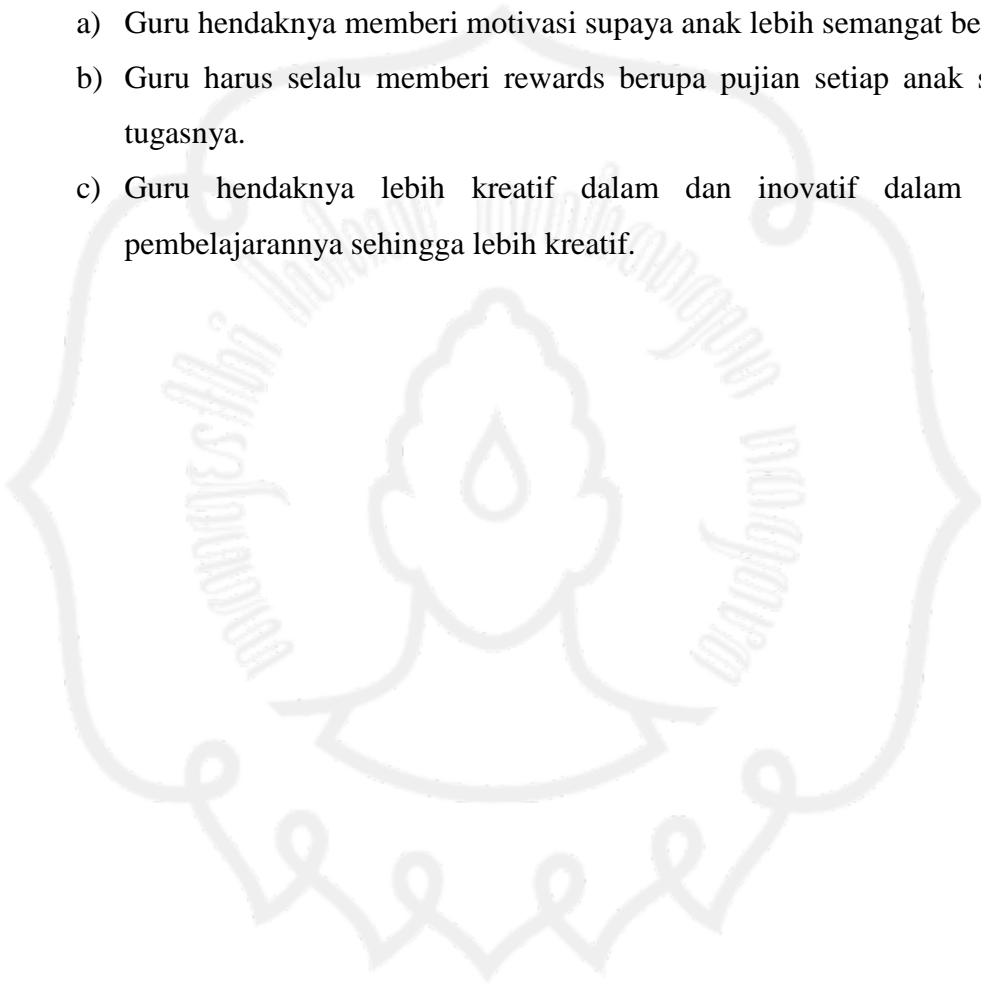 a) Guru hendaknya memberi motivasi supaya anak lebih semangat be
b) Guru harus selalu memberi rewards berupa pujian setiap anak s
tugasnya.
c) Guru hendaknya lebih kreatif dalam dan inovatif dalam
pembelajarannya sehingga lebih kreatif.